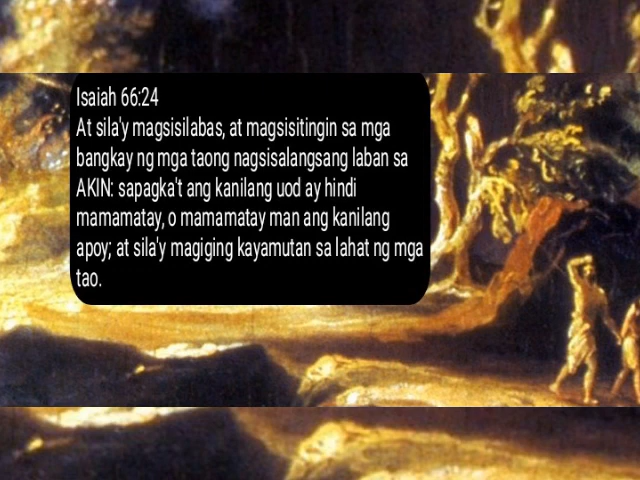 Isaiah 66:24
At sila'y magsisilabas, at magsisitingin sa mga
bangkay ng mga taong nagsisalangsang laban sa
AKIN: sapagka't ang kanilang uod ay hindi
mamamatay, o mamamatay man ang kanilang
apoy; at sila'y magiging kayamutan sa lahat ng mga
tao.